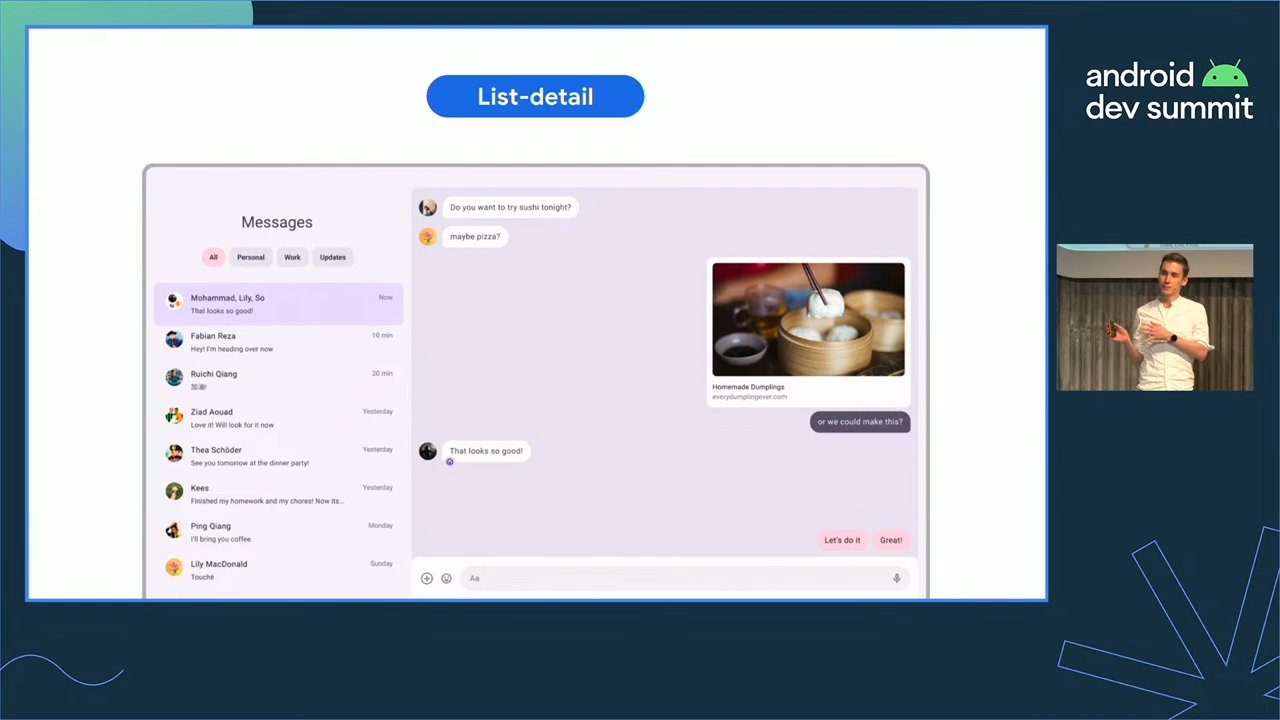 List-detail
android
dev summit
Messages
All Personal Work Updates
Mohammad, Lily, So Now
That looks so good!
Fabian Reza 10 min
Hey! I'm heading over now
Ruichi Qiang 20 min
加油!
Ziad Aouad Yesterday
Love it! Will look for it now
Thea Schöder Yesterday
See you tomorrow at the dinner party!
Kees Yesterday
Finished my homework and my chores! Now its...
Ping Qiang Monday
I'll bring you coffee
Lily MacDonald Sunday
Touché
Do you want to try sushi tonight?
maybe pizza?
Homemade Dumplings
everydumplingever.com
or we could make this?
That looks so good!
Let's do it Great!
Aa